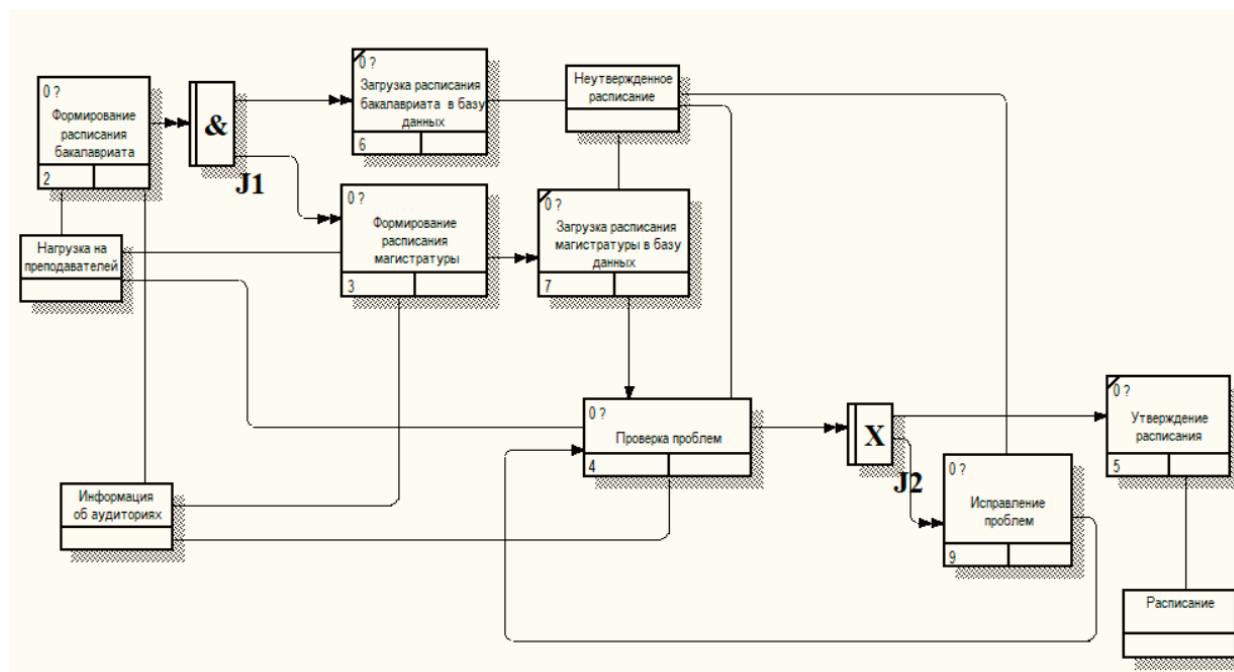 0 ?
Формирование
расписания
бакалавриата
2
&
J1
0 ?
Загрузка расписания
бакалавриата в базу
данных
6
Неутвержденное
расписание
0 ?
Формирование
расписания
магистратуры
3
0 ?
Загрузка расписания
магистратуры в базу
данных
7
Нагрузка на
преподавателей
0 ?
Проверка проблем
4
X
J2
0 ?
Утверждение
расписания
5
Информация
об аудиториях
0 ?
Исправление
проблем
9
Расписание